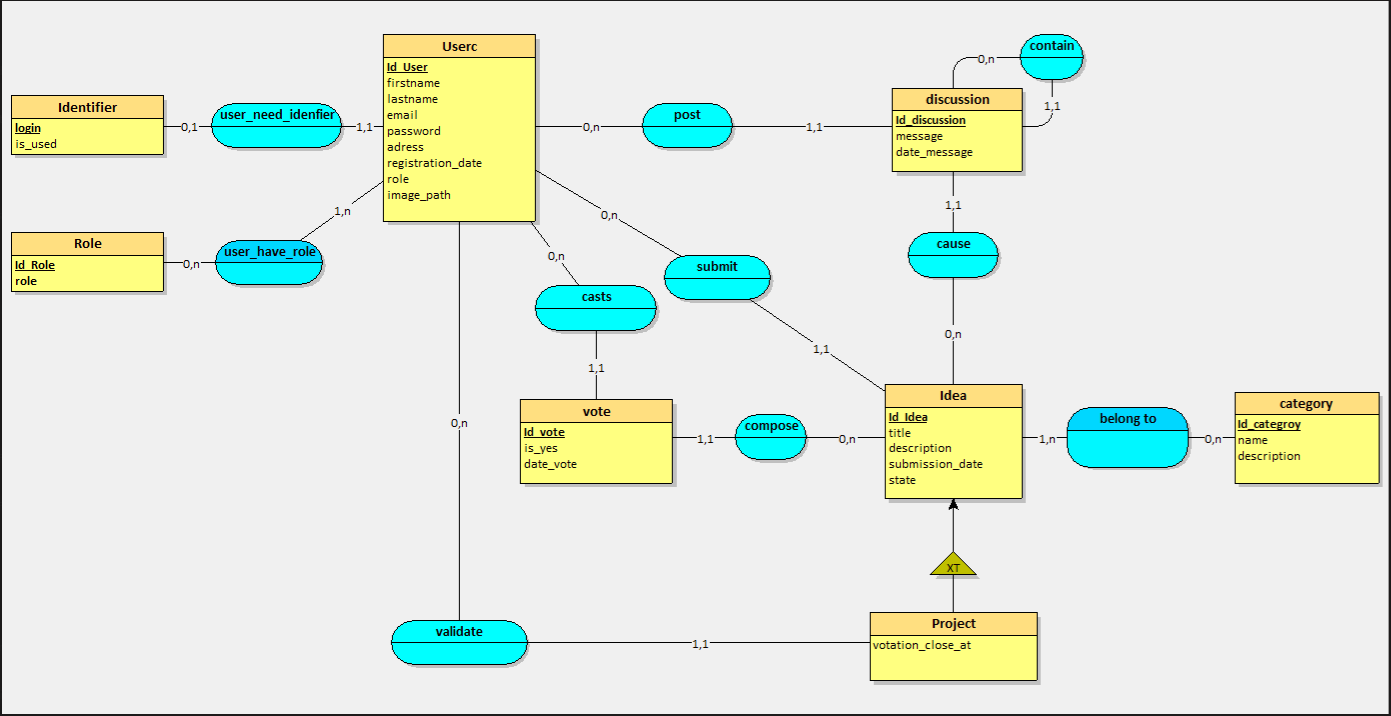 Userc
Id_User
firstname
lastname
email
password
adress
registration_date
role
image_path
Identifier
login
is_used
0,1
user_need_idenfier
1,1
0,n
post
1,1
discussion
Id_discussion
message
date_message
0,n
contain
1,1
Role
Id_Role
role
0,n
user_have_role
1,n
0,n
casts
1,1
0,n
submit
1,1
1,1
cause
0,n
vote
Id_vote
is_yes
date_vote
1,1
compose
0,n
Idea
Id_Idea
title
description
submission_date
state
1,n
belong to
0,n
category
Id_categroy
name
description
XT
0,n
validate
1,1
Project
votation_close_at